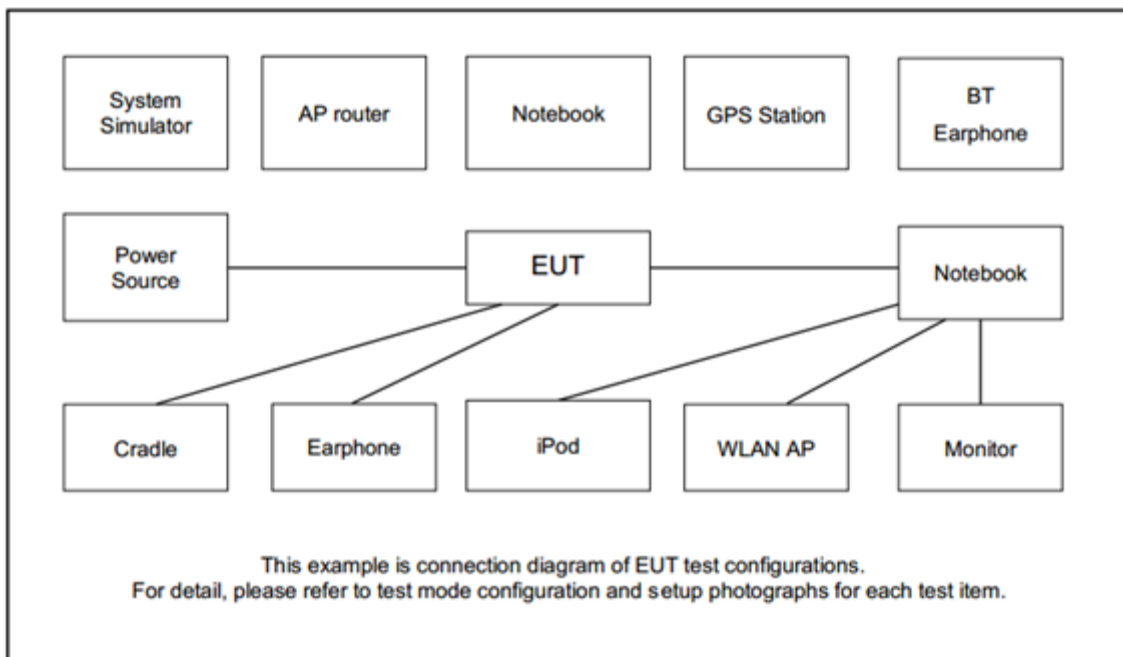 System
Simulator
AP router
Notebook
GPS Station
BT
Earphone
Power
Source
EUT
Notebook
Cradle
Earphone
iPod
WLAN AP
Monitor
This example is connection diagram of EUT test configurations.
For detail, please refer to test mode configuration and setup photographs for each test item.